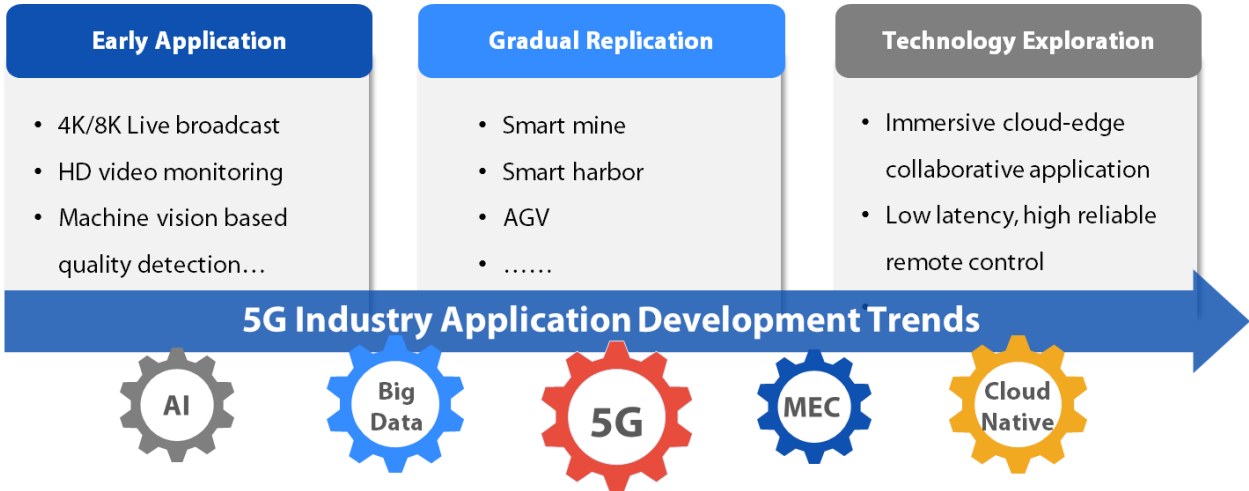 Early Application
• 4K/8K Live broadcast
• HD video monitoring
• Machine vision based
quality detection...
Gradual Replication
• Smart mine
• Smart harbor
• AGV
• ......
Technology Exploration
• Immersive cloud-edge
collaborative application
• Low latency, high reliable
remote control
5G Industry Application Development Trends
AI
Big
Data
5G
MEC
Cloud
Native